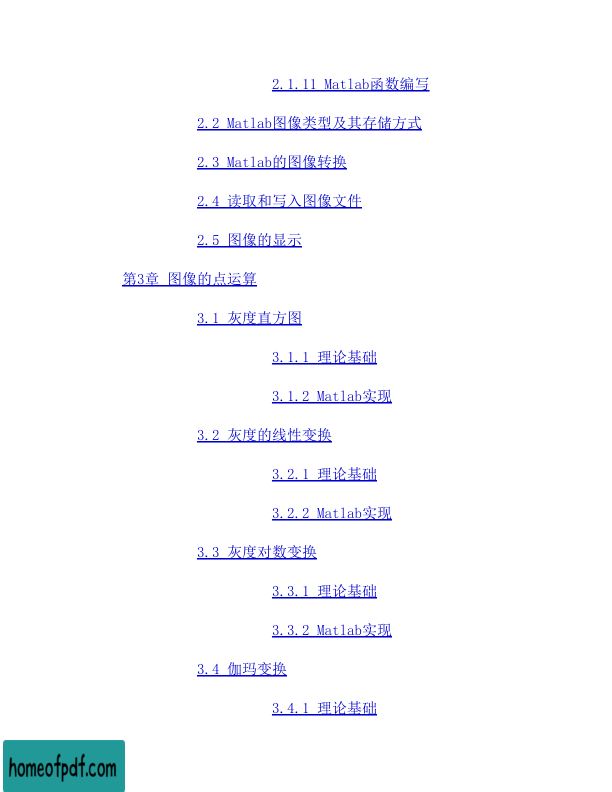 2.1.11 Matlab函数编写
2.2 Matlab图像类型及其存储方式
2.3 Matlab的图像转换
2.4 读取和写入图像文件
2.5 图像的显示
第3章 图像的点运算
3.1 灰度直方图
3.1.1 理论基础
3.1.2 Matlab实现
3.2 灰度的线性变换
3.2.1 理论基础
3.2.2 Matlab实现
3.3 灰度对数变换
3.3.1 理论基础
3.3.2 Matlab实现
3.4 伽玛变换
3.4.1 理论基础
homeofpdf.com